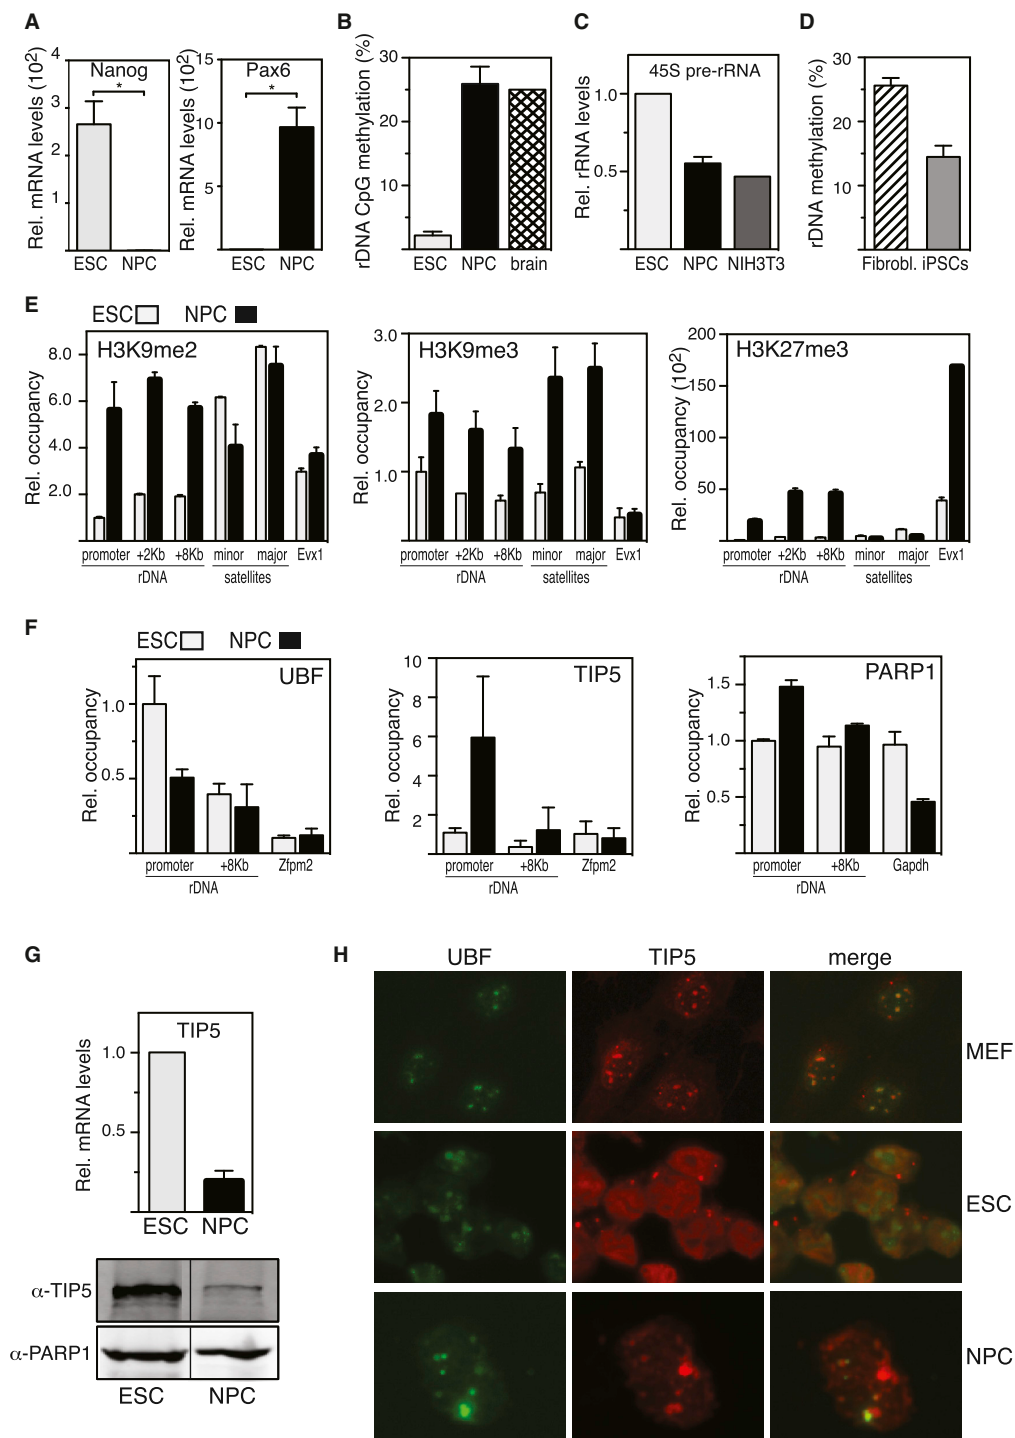 A
B
C
D
Rel. mRNA levels (10²)
4
3
2
1
0
Nanog
*
ESC NPC
Rel. mRNA levels (10²)
15
10
5
Pax6
*
ESC NPC
rDNA CpG methylation (%)
30
20
10
0
ESC NPC brain
Rel. rRNA levels
1.0
0.5
45S pre-rRNA
ESC NPC NIH3T3
rDNA methylation (%)
30
20
10
0
Fibrobl. iPSCs
E
ESC NPC
Rel. occupancy
8.0
6.0
4.0
2.0
H3K9me2
promoter +2Kb +8Kb minor major Evx1
rDNA satellites
Rel. occupancy
3.0
2.0
1.0
H3K9me3
promoter +2Kb +8Kb minor major Evx1
rDNA satellites
Rel. occupancy (10²)
200
150
100
50
H3K27me3
promoter +2Kb +8Kb minor major Evx1
rDNA satellites
F
ESC NPC
Rel. occupancy
1.0
0.5
UBF
promoter +8Kb Zfpm2
rDNA
Rel. occupancy
10
8
6
4
2
TIP5
promoter +8Kb Zfpm2
rDNA
Rel. occupancy
1.5
1.0
0.5
PARP1
promoter +8Kb Gapdh
rDNA
G
Rel. mRNA levels
1.0
0.5
TIP5
ESC NPC
α-TIP5
α-PARP1
ESC NPC
H
UBF TIP5 merge
MEF
ESC
NPC